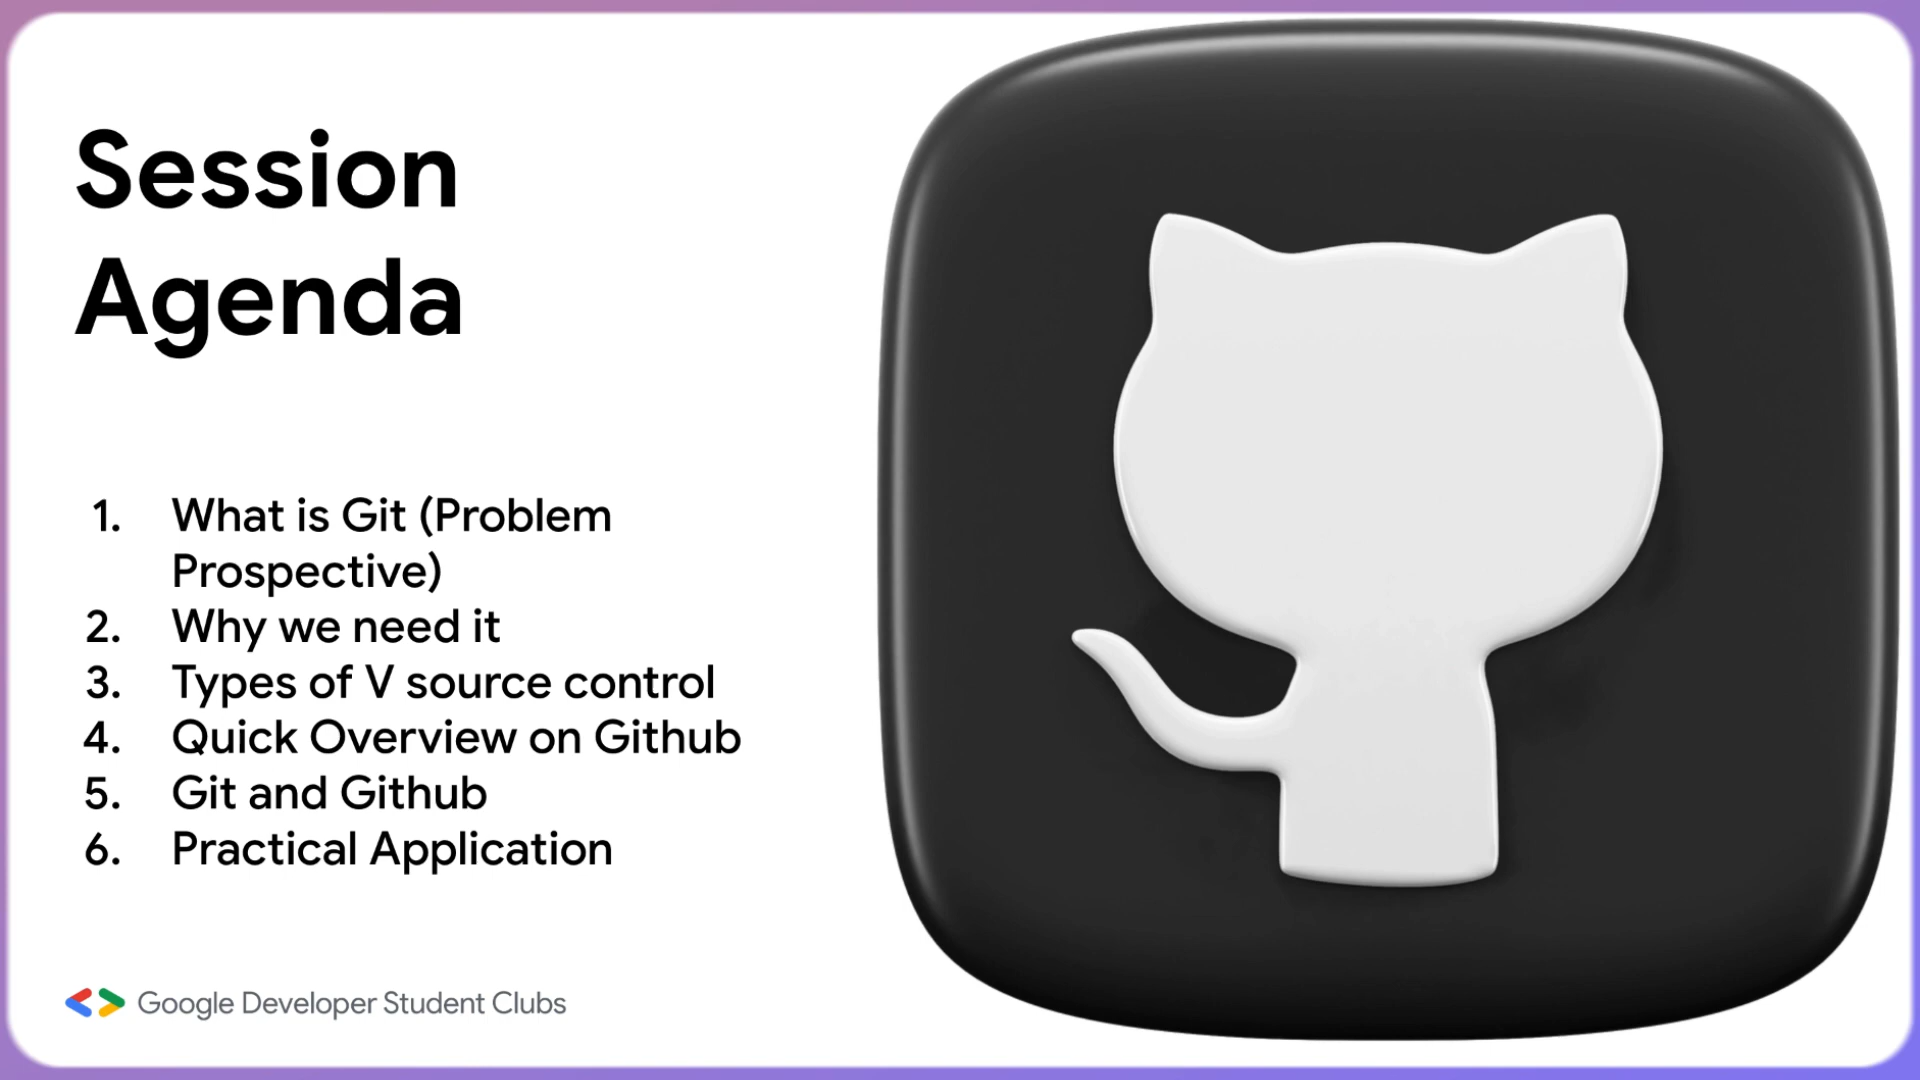 Session
Agenda
1. What is Git (Problem
Prospective)
2. Why we need it
3. Types of V source control
4. Quick Overview on Github
5. Git and Github
6. Practical Application
Google Developer Student Clubs